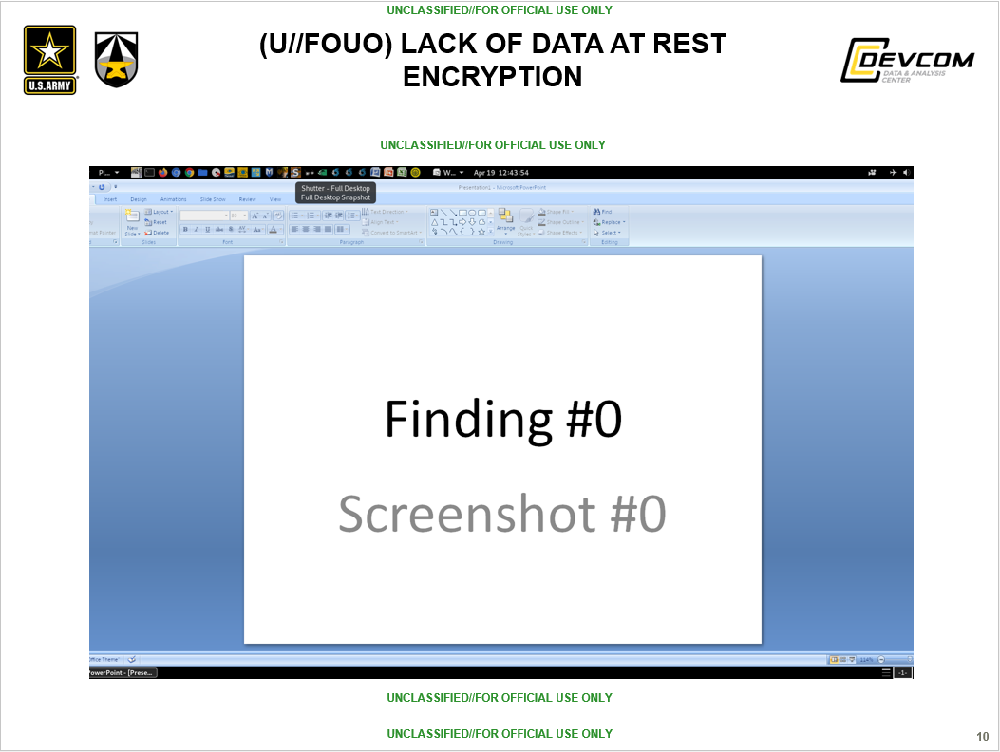 UNCLASSIFIED//FOR OFFICIAL USE ONLY
(U//FOUO) LACK OF DATA AT REST
ENCRYPTION
U.S.ARMY
DEVCOM
DATA & ANALYSIS
CENTER
UNCLASSIFIED//FOR OFFICIAL USE ONLY
Pl... W... Apr 19 12:43:54
Shutter - Full Desktop
Full Desktop Snapshot
Presentation1 - Microsoft PowerPoint
Insert Design Animations Slide Show Review View
Layout Text Direction Shape Fill Find
New Reset Align Text Arrange Quick Shape Outline Replace
Slide Delete Convert to SmartArt Styles Shape Effects Select
Slides Font Paragraph Drawing Editing
Finding #0
Screenshot #0
Office Theme" 114%
PowerPoint - [Prese... -1-
UNCLASSIFIED//FOR OFFICIAL USE ONLY
UNCLASSIFIED//FOR OFFICIAL USE ONLY
10